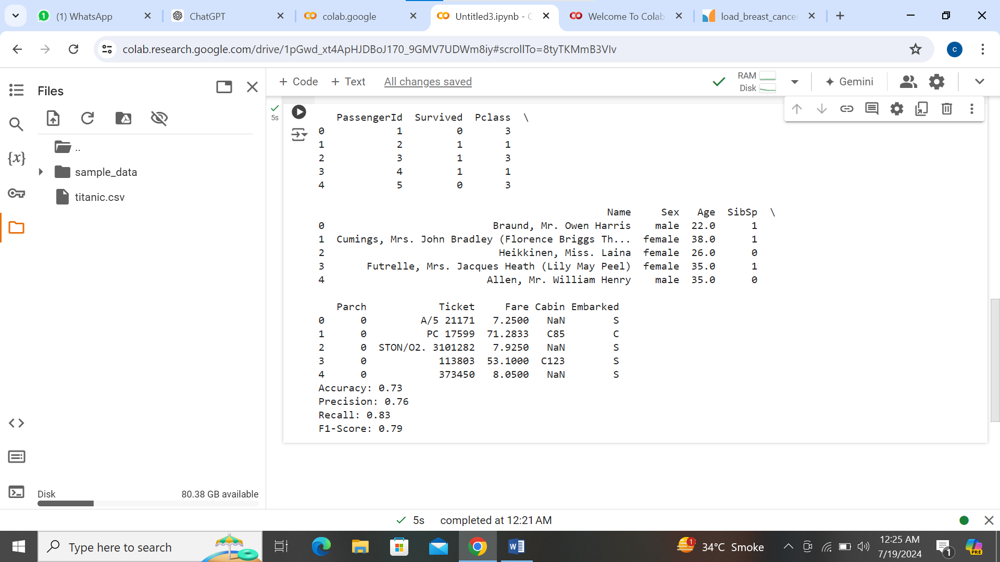 (1) WhatsApp
ChatGPT
colab.google
Untitled3.ipynb - C
Welcome To Colab
load_breast_cancer
colab.research.google.com/drive/1pGwd_xt4ApHJDBoJ170_9GMV7UDWm8iy#scrollTo=8tyTKMmB3VIv
c
Files
+ Code + Text All changes saved
RAM
Disk
Gemini
..
sample_data
titanic.csv
5s
PassengerId Survived Pclass \
0 1 0 3
1 2 1 1
2 3 1 3
3 4 1 1
4 5 0 3
Name Sex Age SibSp \
0 Braund, Mr. Owen Harris male 22.0 1
1 Cumings, Mrs. John Bradley (Florence Briggs Th... female 38.0 1
2 Heikkinen, Miss. Laina female 26.0 0
3 Futrelle, Mrs. Jacques Heath (Lily May Peel) female 35.0 1
4 Allen, Mr. William Henry male 35.0 0
Parch Ticket Fare Cabin Embarked
0 0 A/5 21171 7.2500 NaN S
1 0 PC 17599 71.2833 C85 C
2 0 STON/O2. 3101282 7.9250 NaN S
3 0 113803 53.1000 C123 S
4 0 373450 8.0500 NaN S
Accuracy: 0.73
Precision: 0.76
Recall: 0.83
F1-Score: 0.79
Disk 80.38 GB available
5s completed at 12:21 AM
Type here to search
34°C Smoke
12:25 AM
7/19/2024
1
PRE